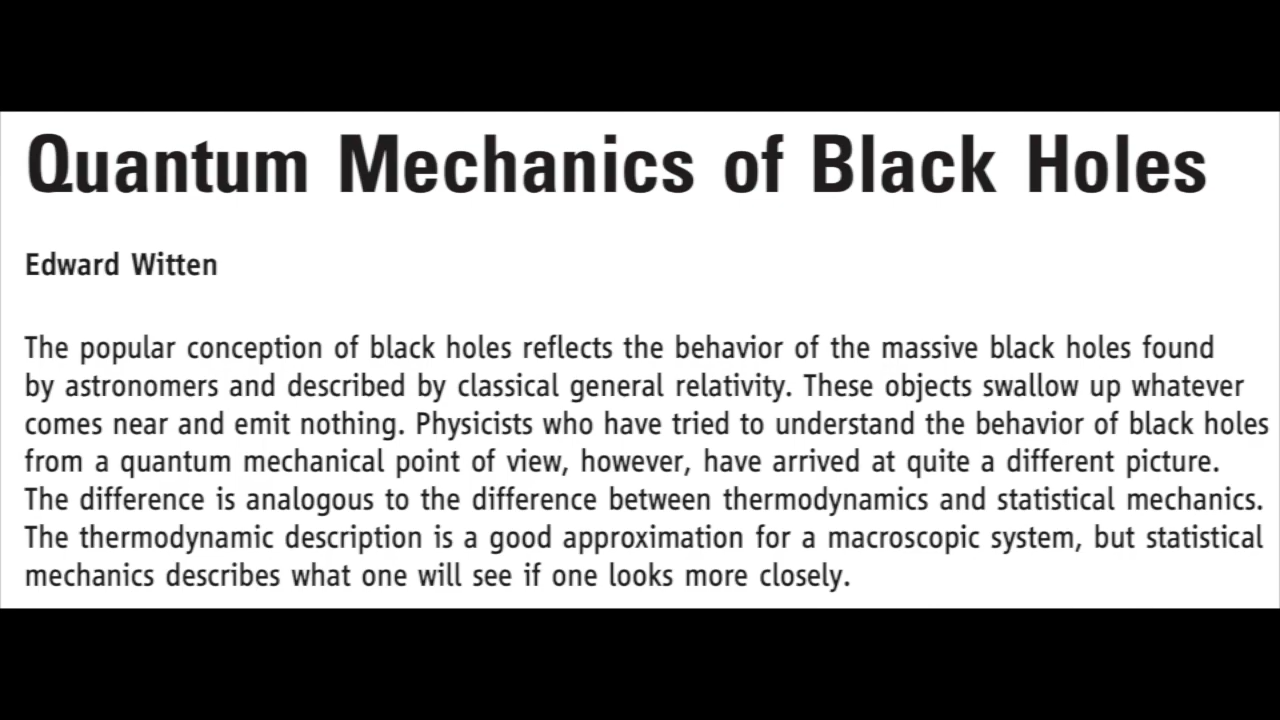 Quantum Mechanics of Black Holes
Edward Witten
The popular conception of black holes reflects the behavior of the massive black holes found
by astronomers and described by classical general relativity. These objects swallow up whatever
comes near and emit nothing. Physicists who have tried to understand the behavior of black holes
from a quantum mechanical point of view, however, have arrived at quite a different picture.
The difference is analogous to the difference between thermodynamics and statistical mechanics.
The thermodynamic description is a good approximation for a macroscopic system, but statistical
mechanics describes what one will see if one looks more closely.